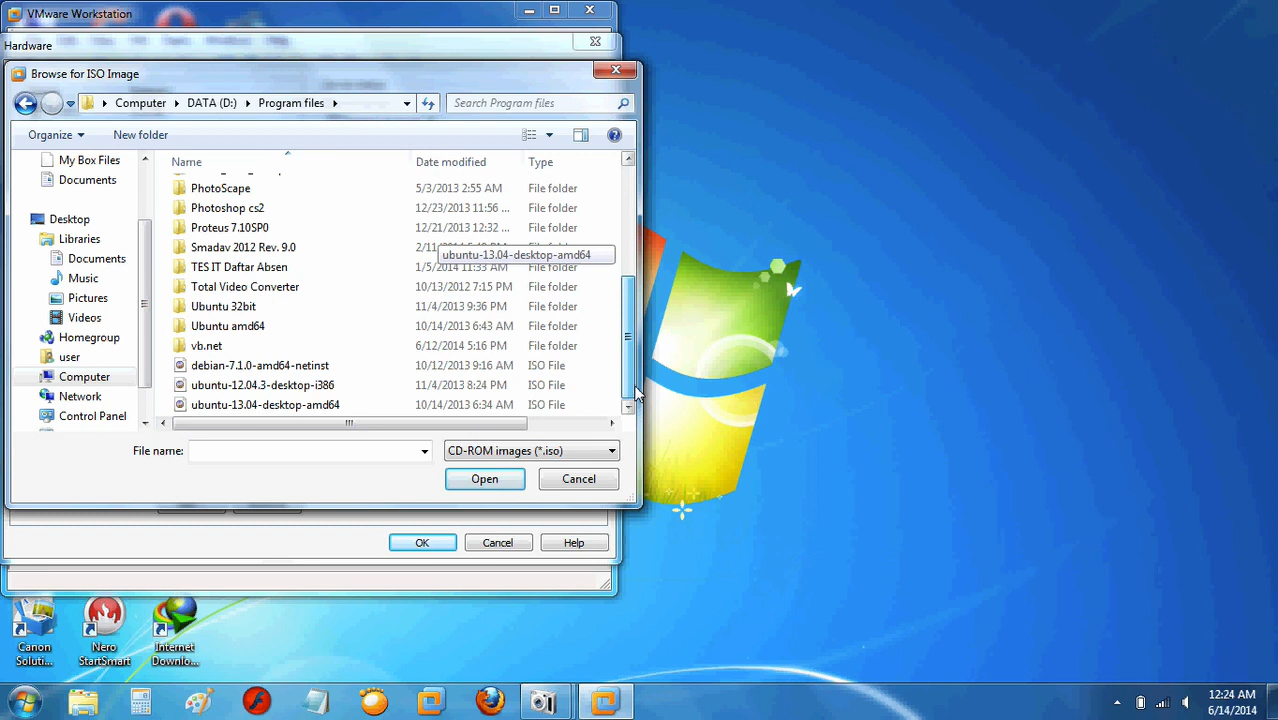 VMware Workstation
Hardware
Browse for ISO Image
Computer DATA (D:) Program files
Search Program files
Organize New folder
My Box Files
Documents
Desktop
Libraries
Documents
Music
Pictures
Videos
Homegroup
user
Computer
Network
Control Panel
Name Date modified Type
PhotoScape 5/3/2013 2:55 AM File folder
Photoshop cs2 12/23/2013 11:56 ... File folder
Proteus 7.10SP0 12/21/2013 12:32 ... File folder
Smadav 2012 Rev. 9.0 File folder
ubuntu-13.04-desktop-amd64
TES IT Daftar Absen 1/5/2014 11:33 AM File folder
Total Video Converter 10/13/2012 7:15 PM File folder
Ubuntu 32bit 11/4/2013 9:36 PM File folder
Ubuntu amd64 10/14/2013 6:43 AM File folder
vb.net 6/12/2014 5:16 PM File folder
debian-7.1.0-amd64-netinst 10/12/2013 9:16 AM ISO File
ubuntu-12.04.3-desktop-i386 11/4/2013 8:24 PM ISO File
ubuntu-13.04-desktop-amd64 10/14/2013 6:34 AM ISO File
File name: CD-ROM images (*.iso)
Open Cancel
OK Cancel Help
Canon
Soluti...
Nero
StartSmart
Internet
Downlo...
12:24 AM
6/14/2014